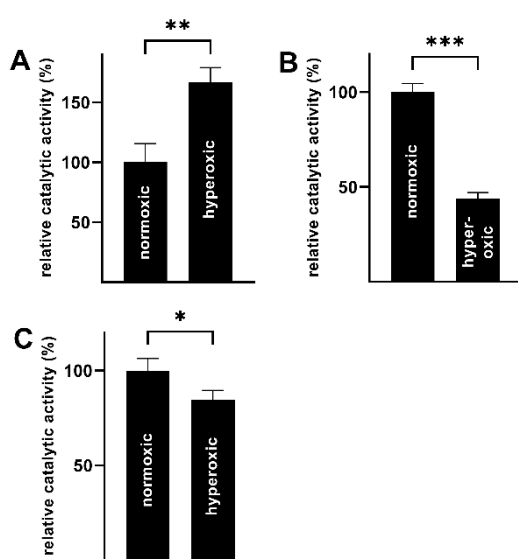 A
**
relative catalytic activity (%)
150
100
50
normoxic
hyperoxic
B
***
relative catalytic activity (%)
100
50
normoxic
hyper-
oxic
C
*
relative catalytic activity (%)
100
50
normoxic
hyperoxic